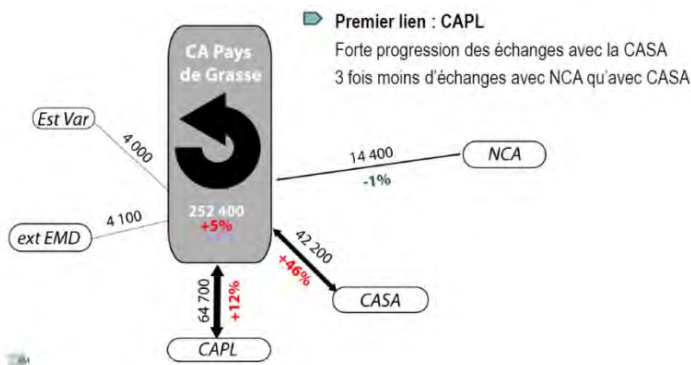 Premier lien : CAPL
Forte progression des échanges avec la CASA
3 fois moins d'échanges avec NCA qu'avec CASA
CA Pays
de Grasse
Est Var
4 000
14 400
-1%
NCA
252 400
+5%
4 100
ext EMD
42 200
+46%
CASA
64 700
+12%
CAPL